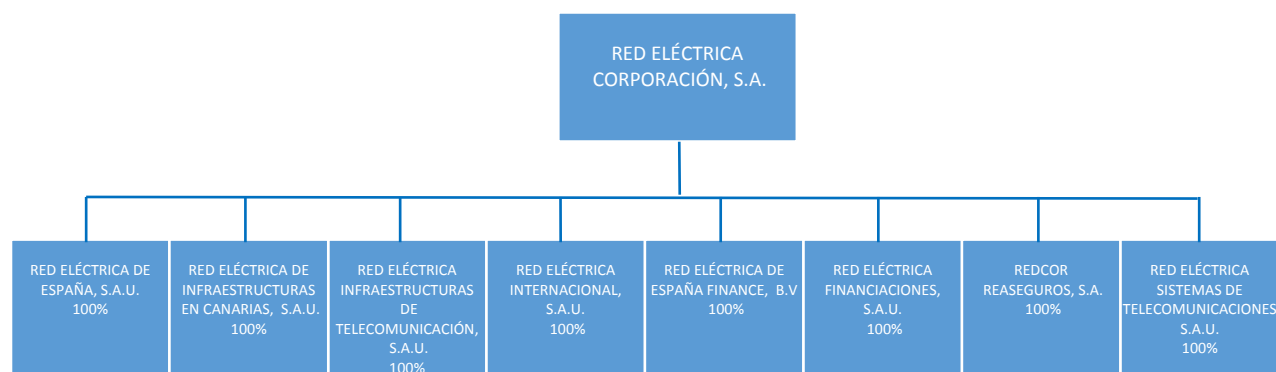 RED ELÉCTRICA
CORPORACIÓN, S.A.
RED ELÉCTRICA DE
ESPAÑA, S.A.U.
100%
RED ELÉCTRICA DE
INFRAESTRUCTURAS
EN CANARIAS, S.A.U.
100%
RED ELÉCTRICA
INFRAESTRUCTURAS
DE
TELECOMUNICACIÓN,
S.A.U.
100%
RED ELÉCTRICA
INTERNACIONAL,
S.A.U.
100%
RED ELÉCTRICA DE
ESPAÑA FINANCE, B.V
100%
RED ELÉCTRICA
FINANCIACIONES,
S.A.U.
100%
REDCOR
REASEGUROS, S.A.
100%
RED ELÉCTRICA
SISTEMAS DE
TELECOMUNICACIONES
S.A.U.
100%